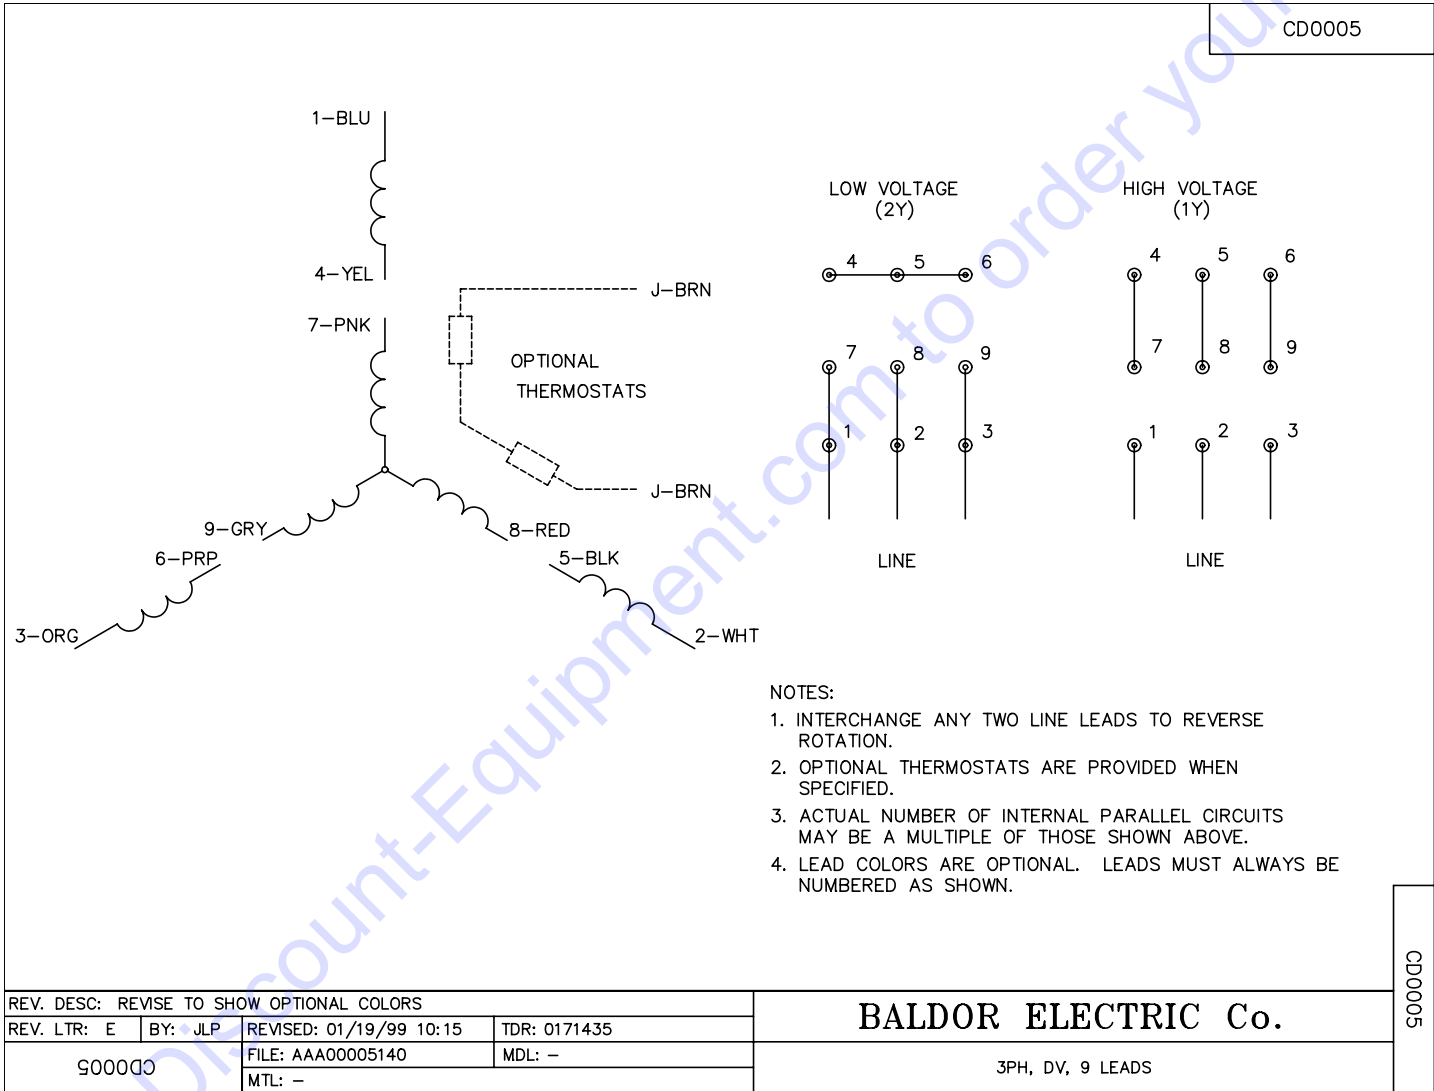 CD0005
1-BLU
4-YEL
7-PNK
J-BRN
OPTIONAL
THERMOSTATS
J-BRN
9-GRY
8-RED
6-PRP
5-BLK
3-ORG
2-WHT
LOW VOLTAGE
(2Y)
4 5 6
7 8 9
1 2 3
LINE
HIGH VOLTAGE
(1Y)
4 5 6
7 8 9
1 2 3
LINE
NOTES:
1. INTERCHANGE ANY TWO LINE LEADS TO REVERSE
ROTATION.
2. OPTIONAL THERMOSTATS ARE PROVIDED WHEN
SPECIFIED.
3. ACTUAL NUMBER OF INTERNAL PARALLEL CIRCUITS
MAY BE A MULTIPLE OF THOSE SHOWN ABOVE.
4. LEAD COLORS ARE OPTIONAL. LEADS MUST ALWAYS BE
NUMBERED AS SHOWN.
CD0005
REV. DESC: REVISE TO SHOW OPTIONAL COLORS
REV. LTR: E BY: JLP REVISED: 01/19/99 10:15 TDR: 0171435
CD0005
FILE: AAA00005140 MDL: -
MTL: -
BALDOR ELECTRIC Co.
3PH, DV, 9 LEADS
Discount-Equipment.com to order your